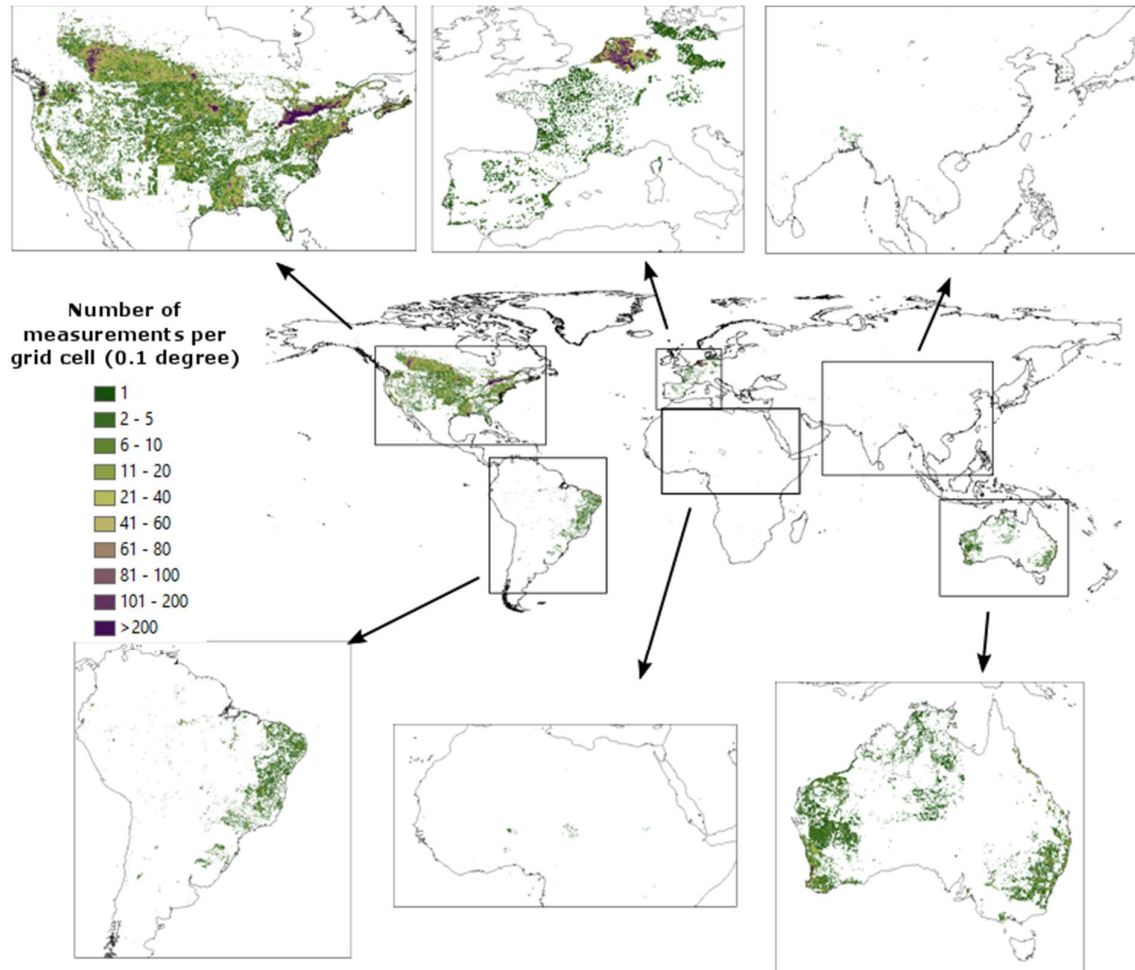 Number of
measurements per
grid cell (0.1 degree)
1
2 - 5
6 - 10
11 - 20
21 - 40
41 - 60
61 - 80
81 - 100
101 - 200
>200